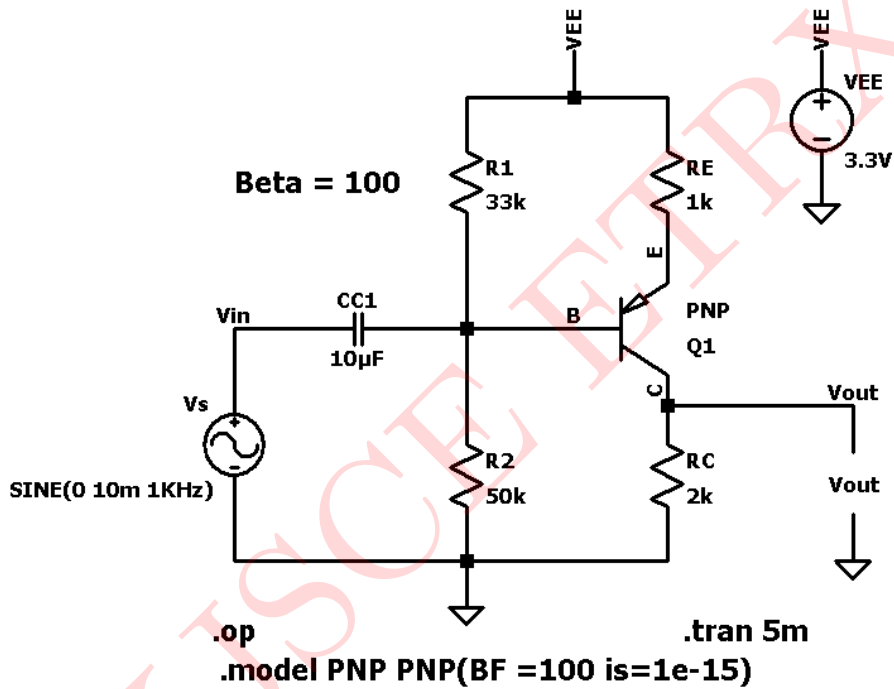 VEE
VEE
VEE
3.3V
R1
33k
RE
1k
Beta = 100
E
CC1
10µF
Vin
B
PNP
Q1
C
Vout
Vs
SINE(0 10m 1KHz)
R2
50k
RC
2k
Vout
.op
.tran 5m
.model PNP PNP(BF =100 is=1e-15)
JSCE ETRX